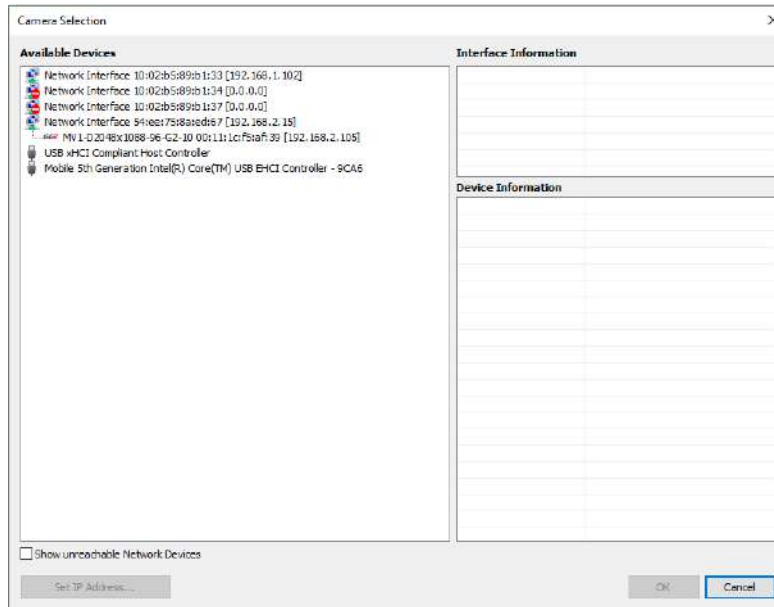 Camera Selection
Available Devices
Network Interface 10:02:b5:89:b1:33 [192.168.1.102]
Network Interface 10:02:b5:89:b1:34 [0.0.0.0]
Network Interface 10:02:b5:89:b1:37 [0.0.0.0]
Network Interface 54:ee:75:8a:ed:67 [192.168.2.15]
MV1-D2048x1088-96-G2-10 00:11:1c:f5:af:39 [192.168.2.105]
USB xHCI Compliant Host Controller
Mobile 5th Generation Intel(R) Core(TM) USB EHCI Controller - 9CA6
Interface Information
Device Information
Show unreachable Network Devices
Set IP Address...
OK
Cancel